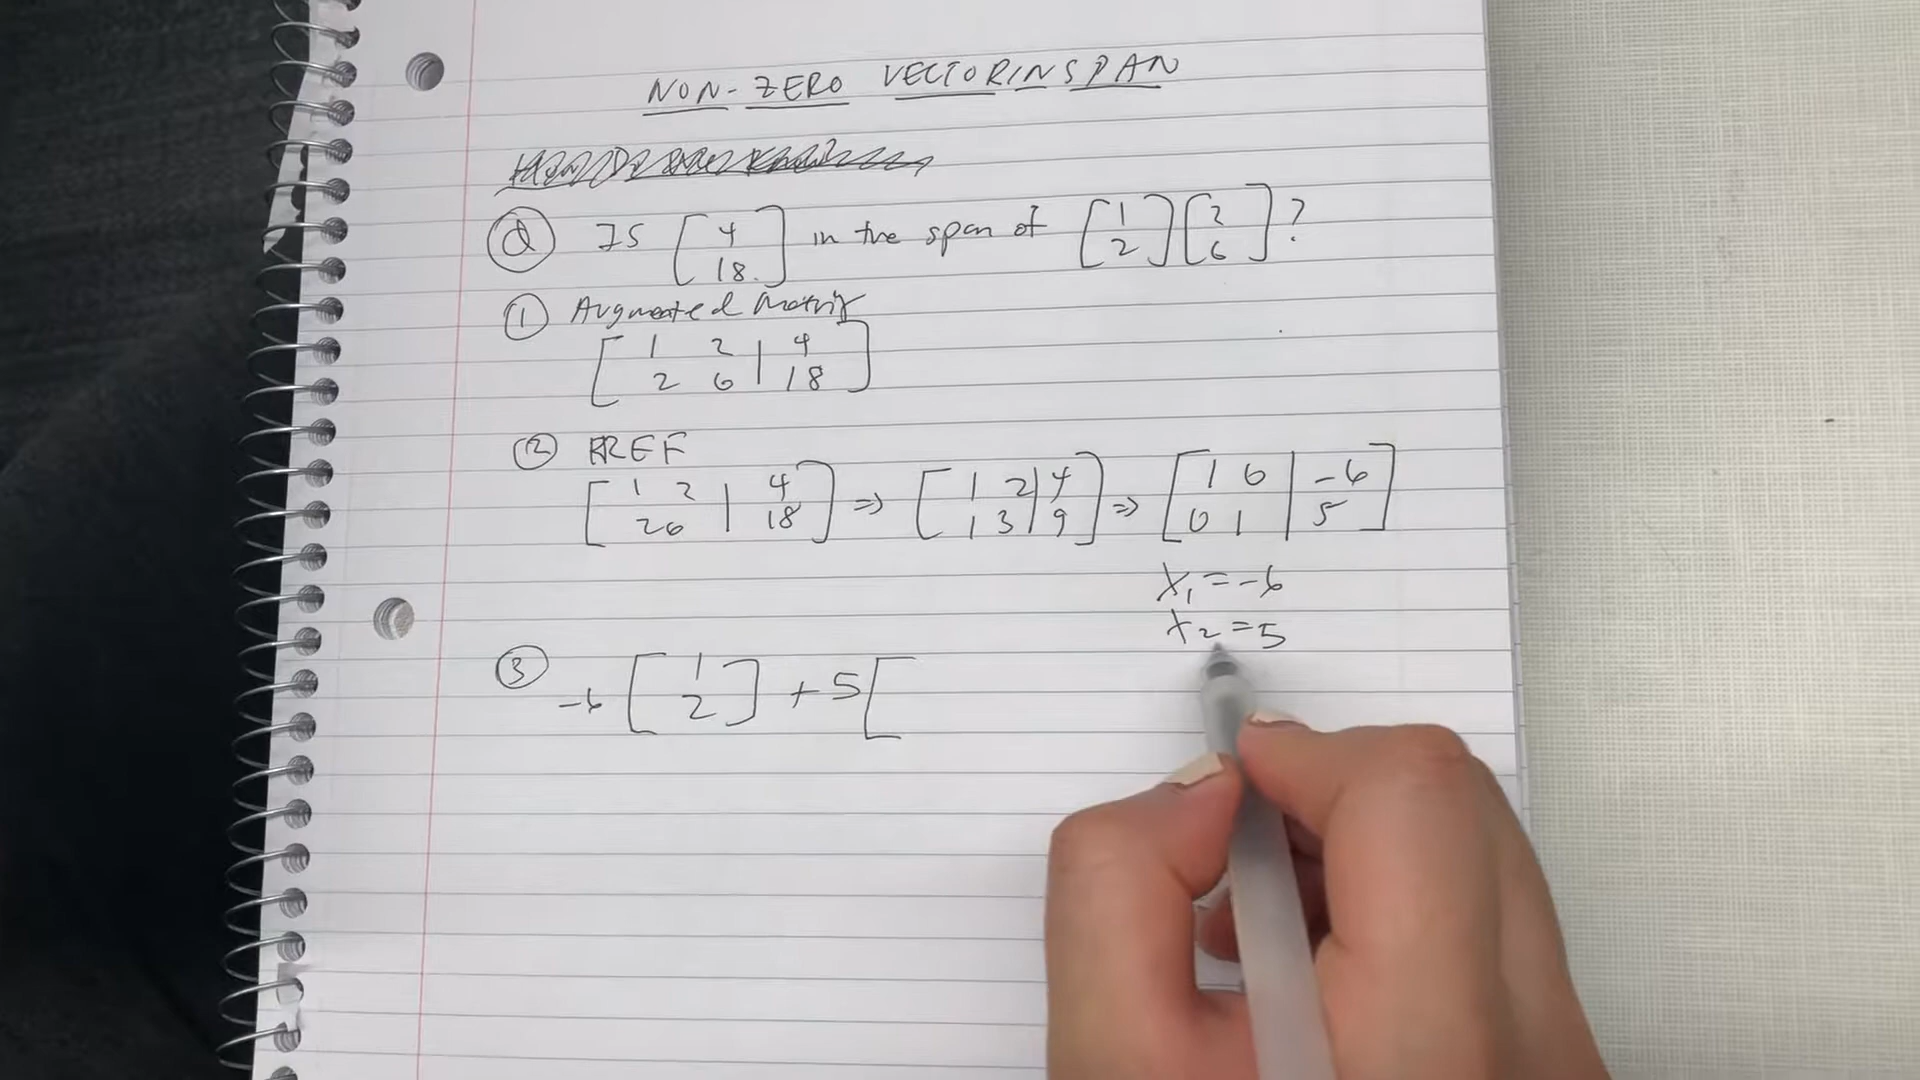 NON-ZERO VECTOR IN SPAN
Q IS [4 18] in the span of [1 2] [2 6]?
① Augmented Matrix
[1 2 | 4
2 6 | 18]
② RREF
[1 2 | 4 ⇒ [1 2 | 4 ⇒ [1 0 | -6
2 6 | 18] 1 3 | 9] 0 1 | 5]
x₁ = -6
x₂ = 5
③ -6 [1 2] + 5 [